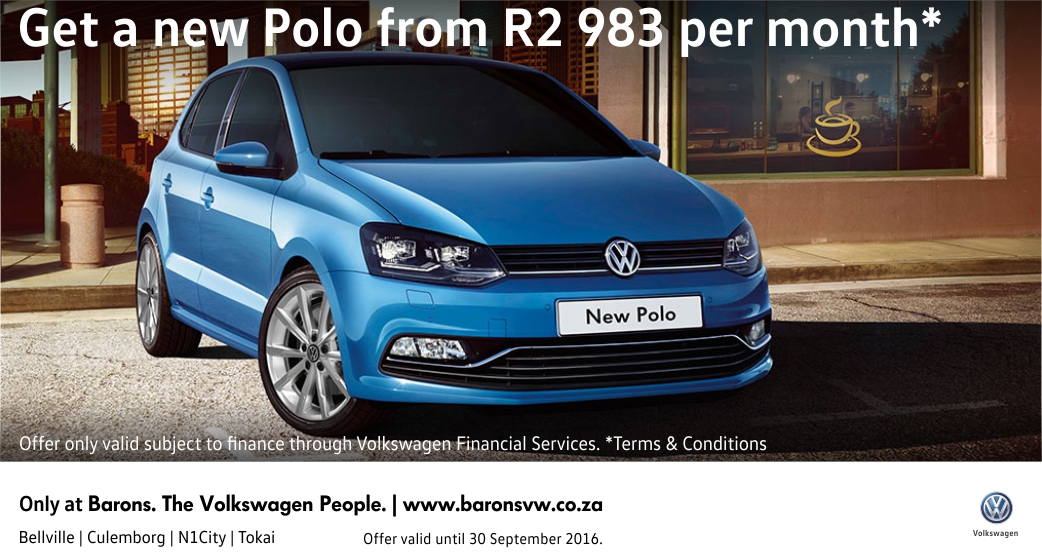 Get a new Polo from R2 983 per month*
New Polo
Offer only valid subject to finance through Volkswagen Financial Services. *Terms & Conditions
Only at Barons. The Volkswagen People. | www.baronsvw.co.za
Bellville | Culemborg | N1City | Tokai
Offer valid until 30 September 2016.
Volkswagen